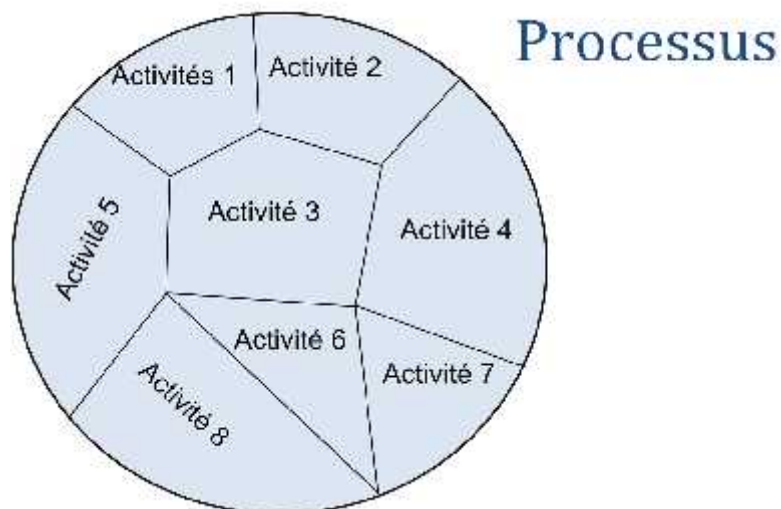 Processus
Activités 1
Activité 2
Activité 3
Activité 4
Activité 5
Activité 6
Activité 7
Activité 8